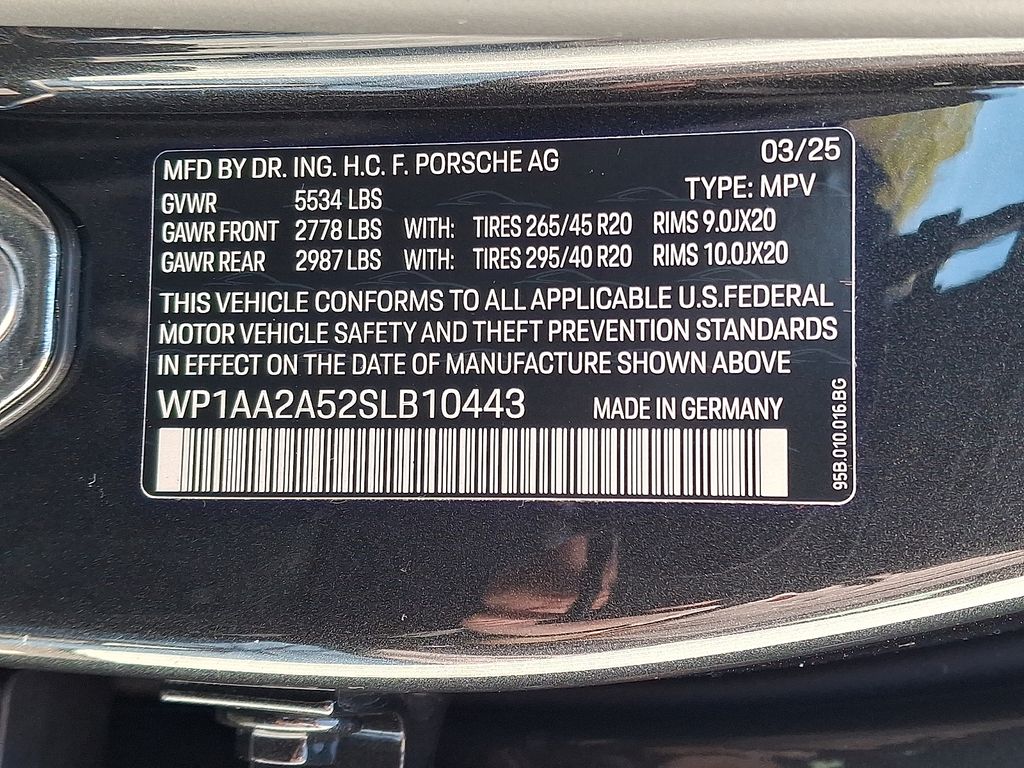 MFD BY DR. ING. H.C. F. PORSCHE AG 03/25
GVWR 5534 LBS TYPE: MPV
GAWR FRONT 2778 LBS WITH: TIRES 265/45 R20 RIMS 9.0JX20
GAWR REAR 2987 LBS WITH: TIRES 295/40 R20 RIMS 10.0JX20
THIS VEHICLE CONFORMS TO ALL APPLICABLE U.S.FEDERAL
MOTOR VEHICLE SAFETY AND THEFT PREVENTION STANDARDS
IN EFFECT ON THE DATE OF MANUFACTURE SHOWN ABOVE
WP1AA2A52SLB10443 MADE IN GERMANY
95B.010.016.BG